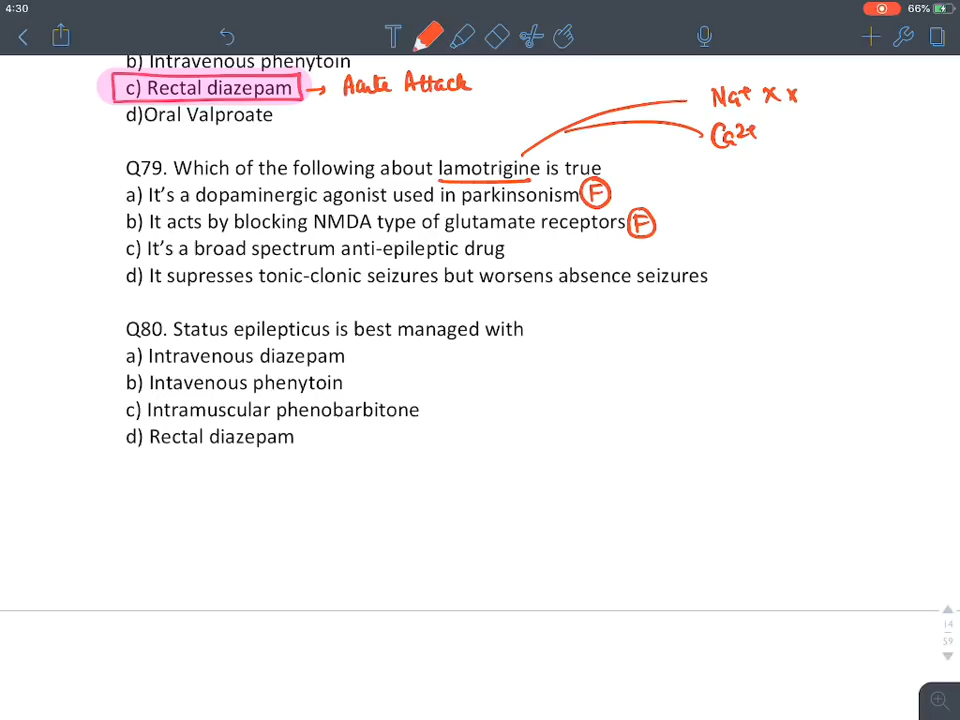 4:30
66%
T
b) Intravenous phenytoin
c) Rectal diazepam → Acute Attack
d)Oral Valproate
Na+ x x
Ca2+
Q79. Which of the following about lamotrigine is true
a) It's a dopaminergic agonist used in parkinsonism F
b) It acts by blocking NMDA type of glutamate receptors F
c) It's a broad spectrum anti-epileptic drug
d) It supresses tonic-clonic seizures but worsens absence seizures
Q80. Status epilepticus is best managed with
a) Intravenous diazepam
b) Intavenous phenytoin
c) Intramuscular phenobarbitone
d) Rectal diazepam
14
59